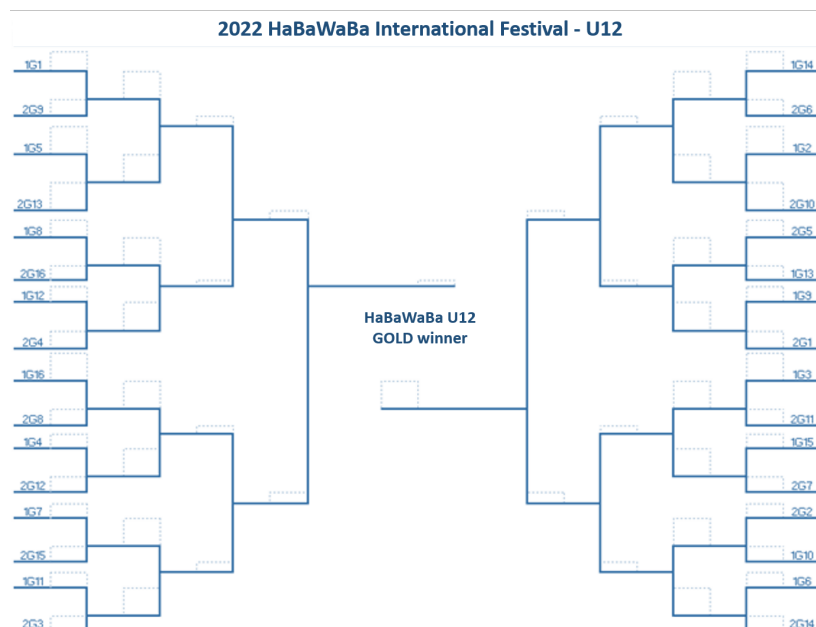 2022 HaBaWaBa International Festival - U12
1G1
2G9
1G5
2G13
1G8
2G16
1G12
2G4
1G16
2G8
1G4
2G12
1G7
2G15
1G11
2G3
HaBaWaBa U12
GOLD winner
1G14
2G6
1G2
2G10
2G5
1G13
1G9
2G1
1G3
2G11
1G15
2G7
2G2
1G10
1G6
2G14